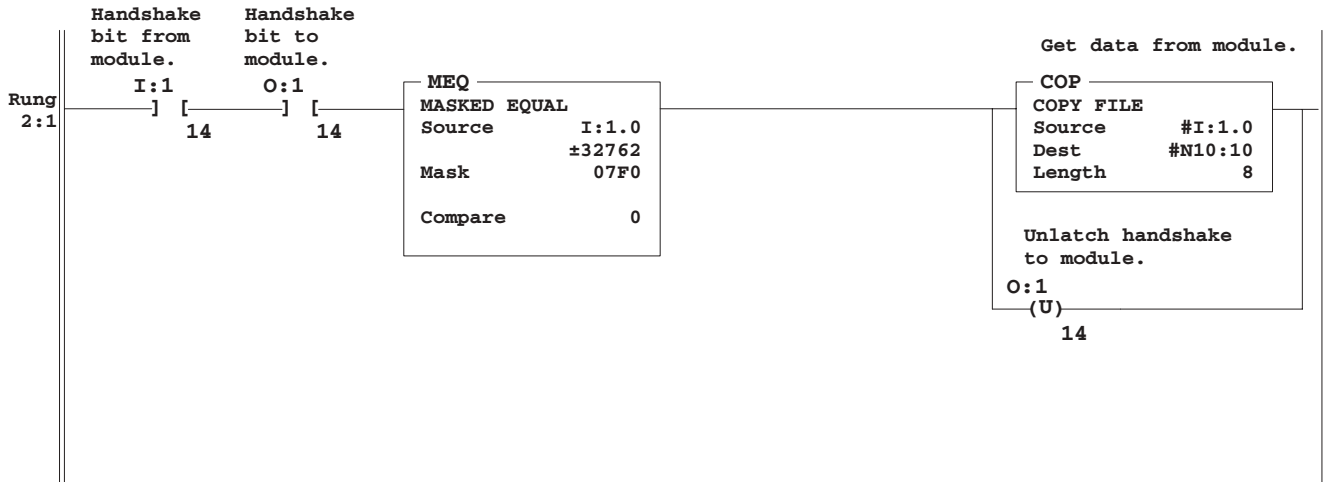 Handshake bit from module.
Handshake bit to module.
Get data from module.
Rung 2:1
I:1
] [
14
O:1
] [
14
MEQ
MASKED EQUAL
Source I:1.0
±32762
Mask 07F0
Compare 0
COP
COPY FILE
Source #I:1.0
Dest #N10:10
Length 8
Unlatch handshake
to module.
O:1
(U)
14